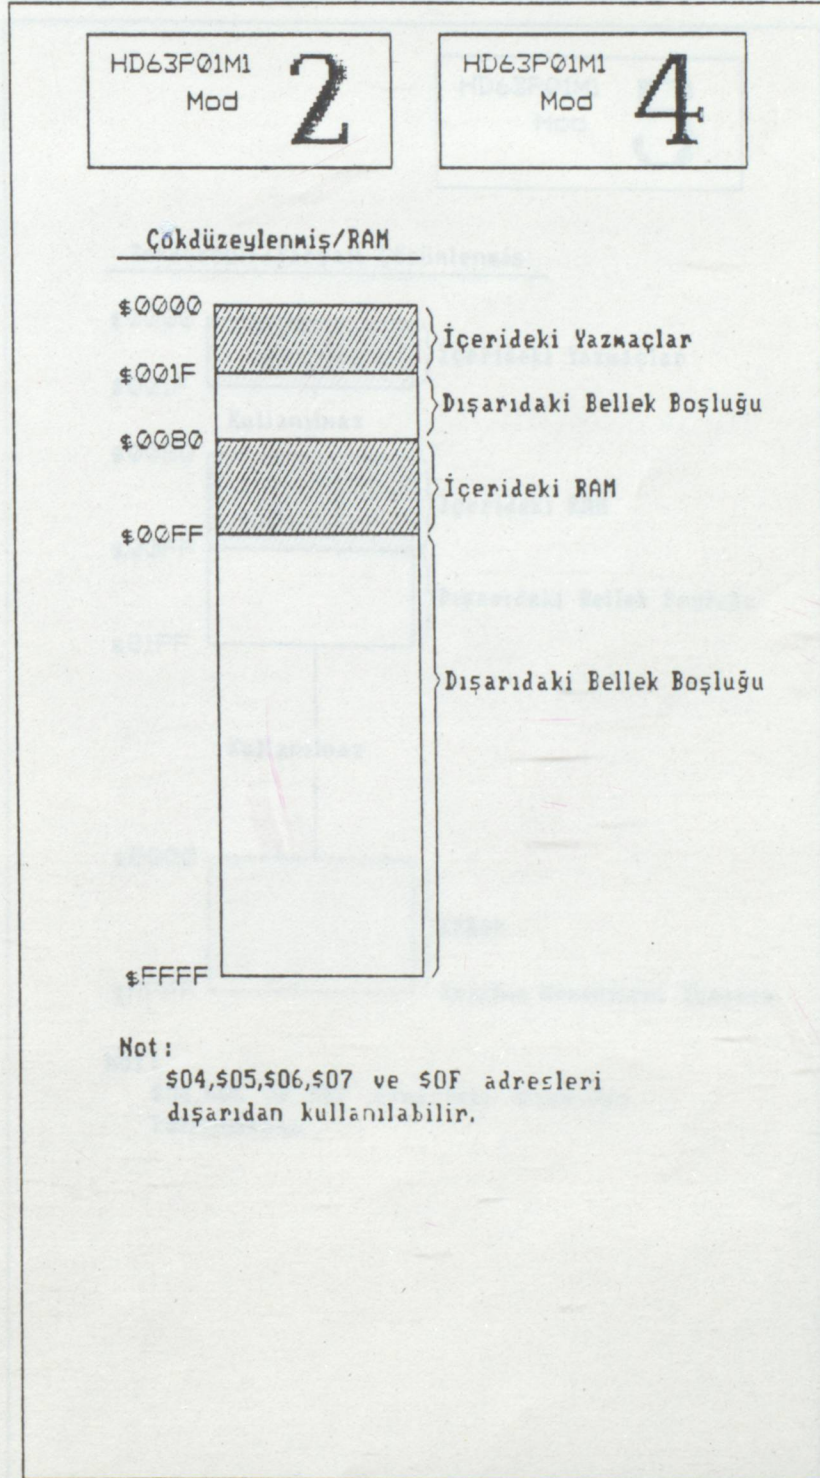 HD63P01M1
Mod 2
HD63P01M1
Mod 4
Çokdüzeylenmiş/RAM
$0000
İçerideki Yazmaçlar
$001F
Dışarıdaki Bellek Boşluğu
$0080
İçerideki RAM
$00FF
Dışarıdaki Bellek Boşluğu
$FFFF
Not:
$04,$05,$06,$07 ve $0F adresleri
dışarıdan kullanılabilir.